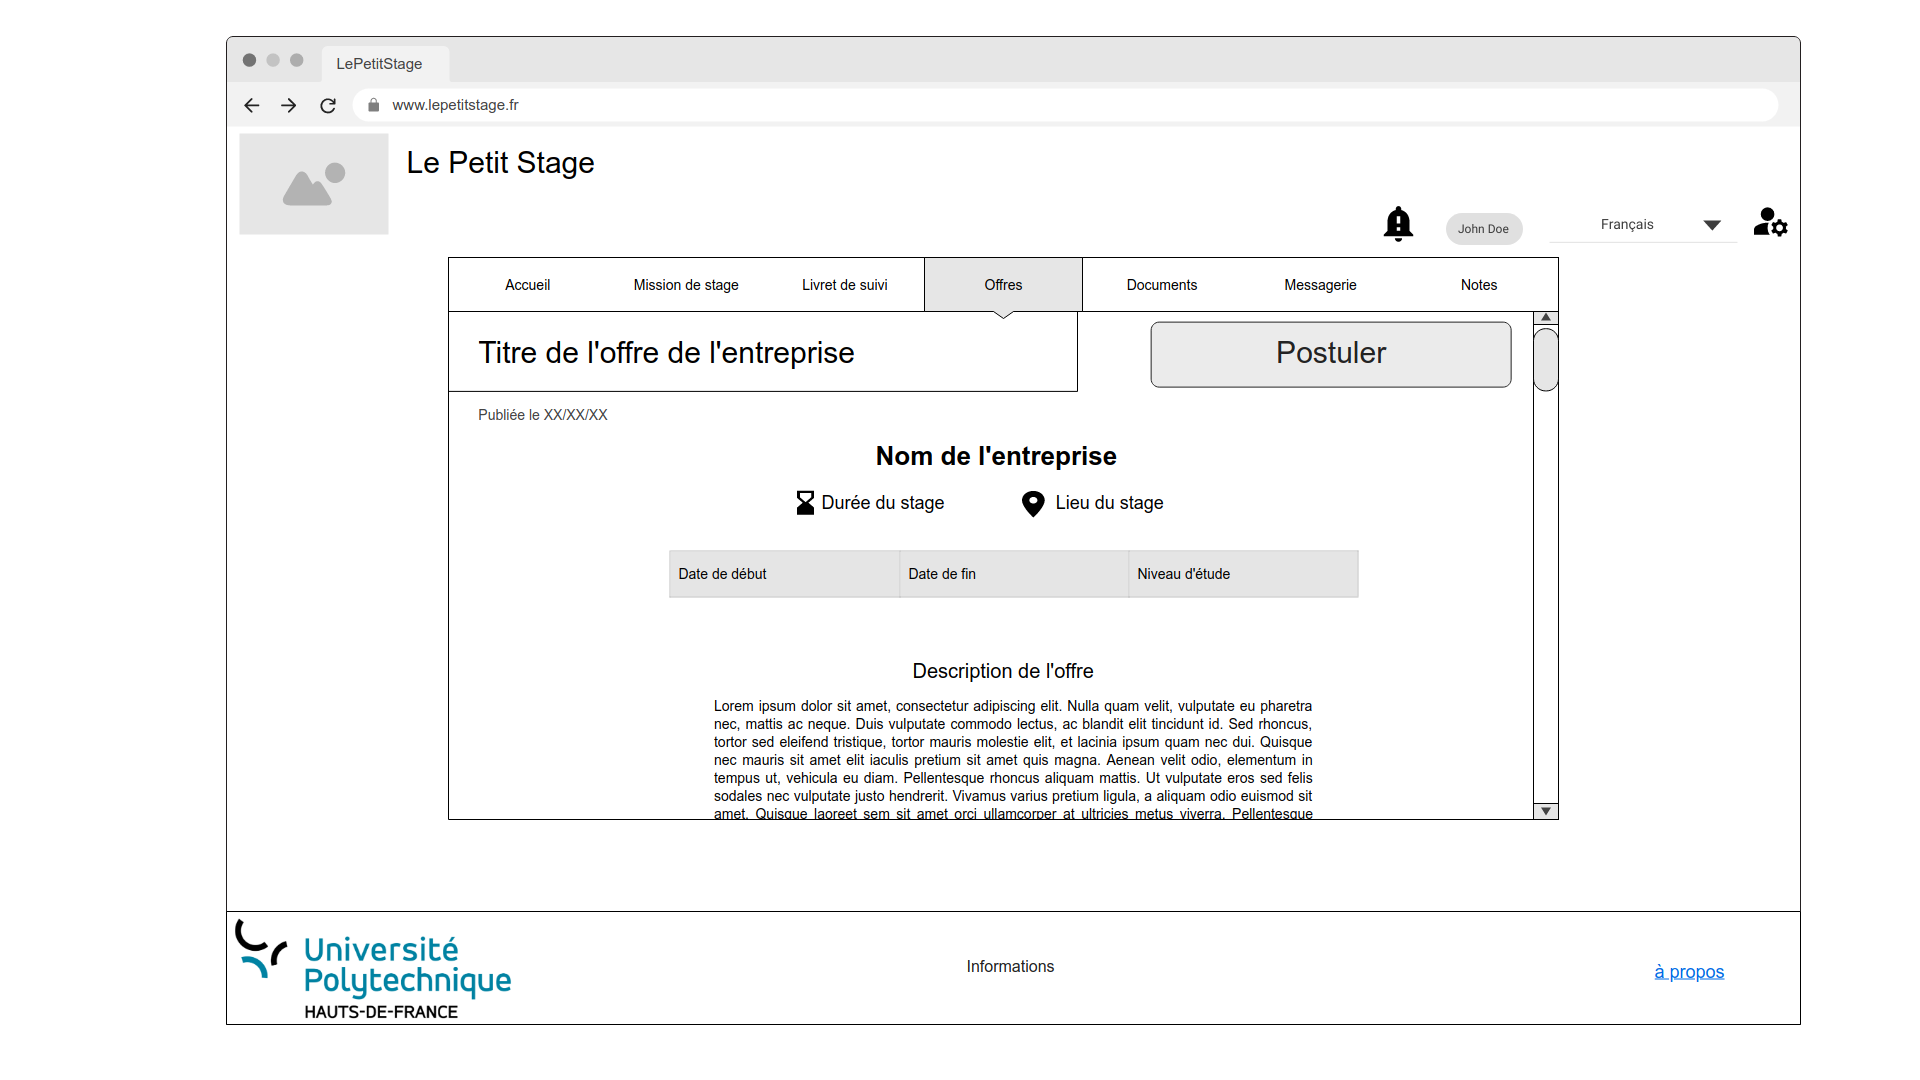 LePetitStage
www.lepetitstage.fr
Le Petit Stage
John Doe
Français
Accueil
Mission de stage
Livret de suivi
Offres
Documents
Messagerie
Notes
Titre de l'offre de l'entreprise
Postuler
Publiée le XX/XX/XX
Nom de l'entreprise
Durée du stage
Lieu du stage
Date de début
Date de fin
Niveau d'étude
Description de l'offre
Lorem ipsum dolor sit amet, consectetur adipiscing elit. Nulla quam velit, vulputate eu pharetra
nec, mattis ac neque. Duis vulputate commodo lectus, ac blandit elit tincidunt id. Sed rhoncus,
tortor sed eleifend tristique, tortor mauris molestie elit, et lacinia ipsum quam nec dui. Quisque
nec mauris sit amet elit iaculis pretium sit amet quis magna. Aenean velit odio, elementum in
tempus ut, vehicula eu diam. Pellentesque rhoncus aliquam mattis. Ut vulputate eros sed felis
sodales nec vulputate justo hendrerit. Vivamus varius pretium ligula, a aliquam odio euismod sit
amet. Quisque laoreet sem sit amet orci ullamcorper at ultricies metus viverra. Pellentesque
Université
Polytechnique
HAUTS-DE-FRANCE
Informations
à propos